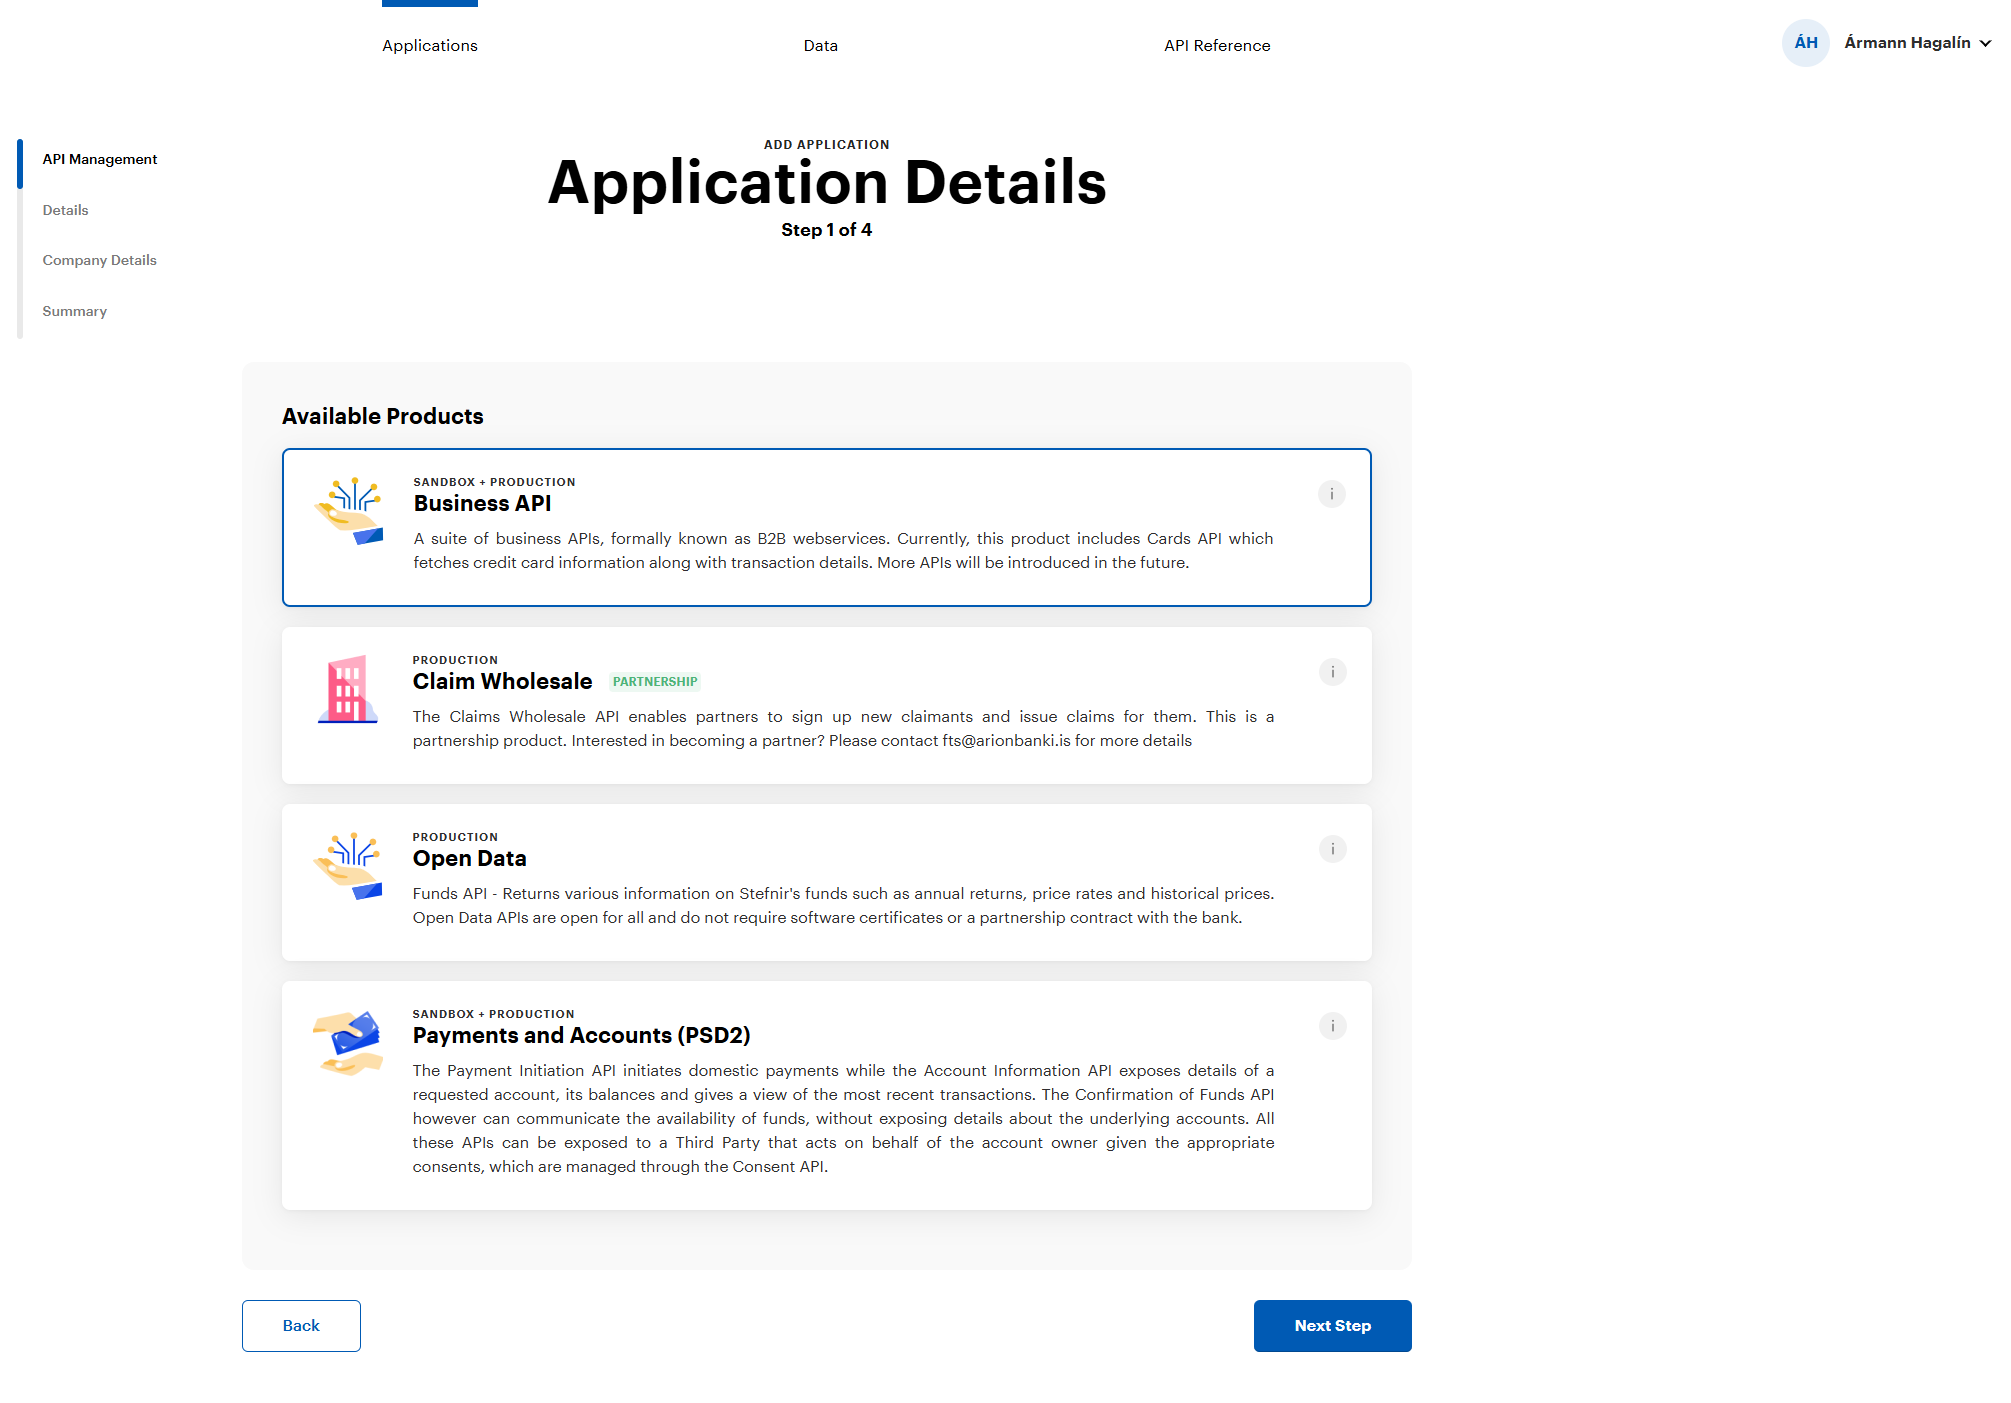 Applications
Data
API Reference
ÁH
Ármann Hagalín
API Management
Details
Company Details
Summary
ADD APPLICATION
Application Details
Step 1 of 4
Available Products
SANDBOX + PRODUCTION
Business API
i
A suite of business APIs, formally known as B2B webservices. Currently, this product includes Cards API which
fetches credit card information along with transaction details. More APIs will be introduced in the future.
PRODUCTION
Claim Wholesale PARTNERSHIP
i
The Claims Wholesale API enables partners to sign up new claimants and issue claims for them. This is a
partnership product. Interested in becoming a partner? Please contact fts@arionbanki.is for more details
PRODUCTION
Open Data
i
Funds API - Returns various information on Stefnir's funds such as annual returns, price rates and historical prices.
Open Data APIs are open for all and do not require software certificates or a partnership contract with the bank.
SANDBOX + PRODUCTION
Payments and Accounts (PSD2)
i
The Payment Initiation API initiates domestic payments while the Account Information API exposes details of a
requested account, its balances and gives a view of the most recent transactions. The Confirmation of Funds API
however can communicate the availability of funds, without exposing details about the underlying accounts. All
these APIs can be exposed to a Third Party that acts on behalf of the account owner given the appropriate
consents, which are managed through the Consent API.
Back
Next Step